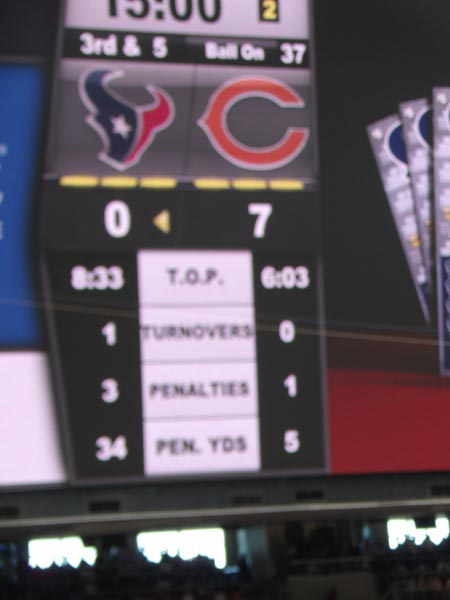 15:00 2
3rd & 5 Ball On 37
0 7
8:33 T.O.P. 6:03
1 TURNOVERS 0
3 PENALTIES 1
34 PEN. YDS 5